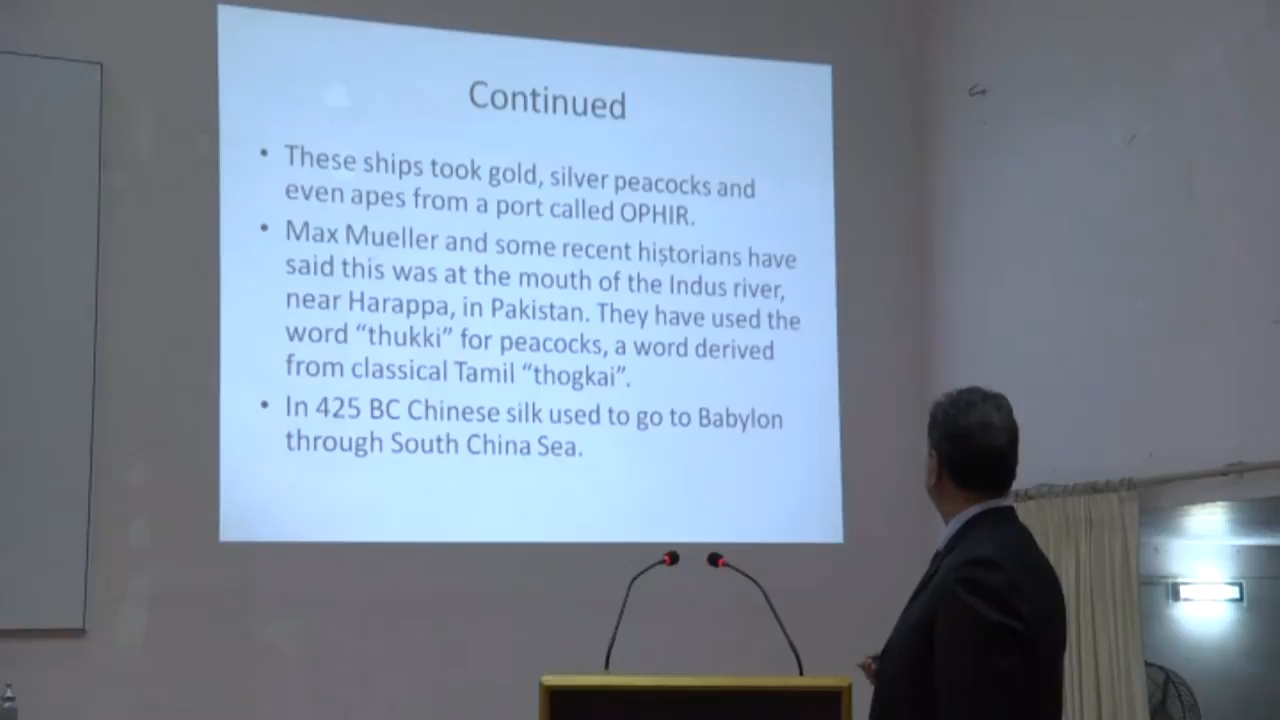 Continued
• These ships took gold, silver peacocks and
even apes from a port called OPHIR.
• Max Mueller and some recent historians have
said this was at the mouth of the Indus river,
near Harappa, in Pakistan. They have used the
word “thukki” for peacocks, a word derived
from classical Tamil “thogkai”.
• In 425 BC Chinese silk used to go to Babylon
through South China Sea.